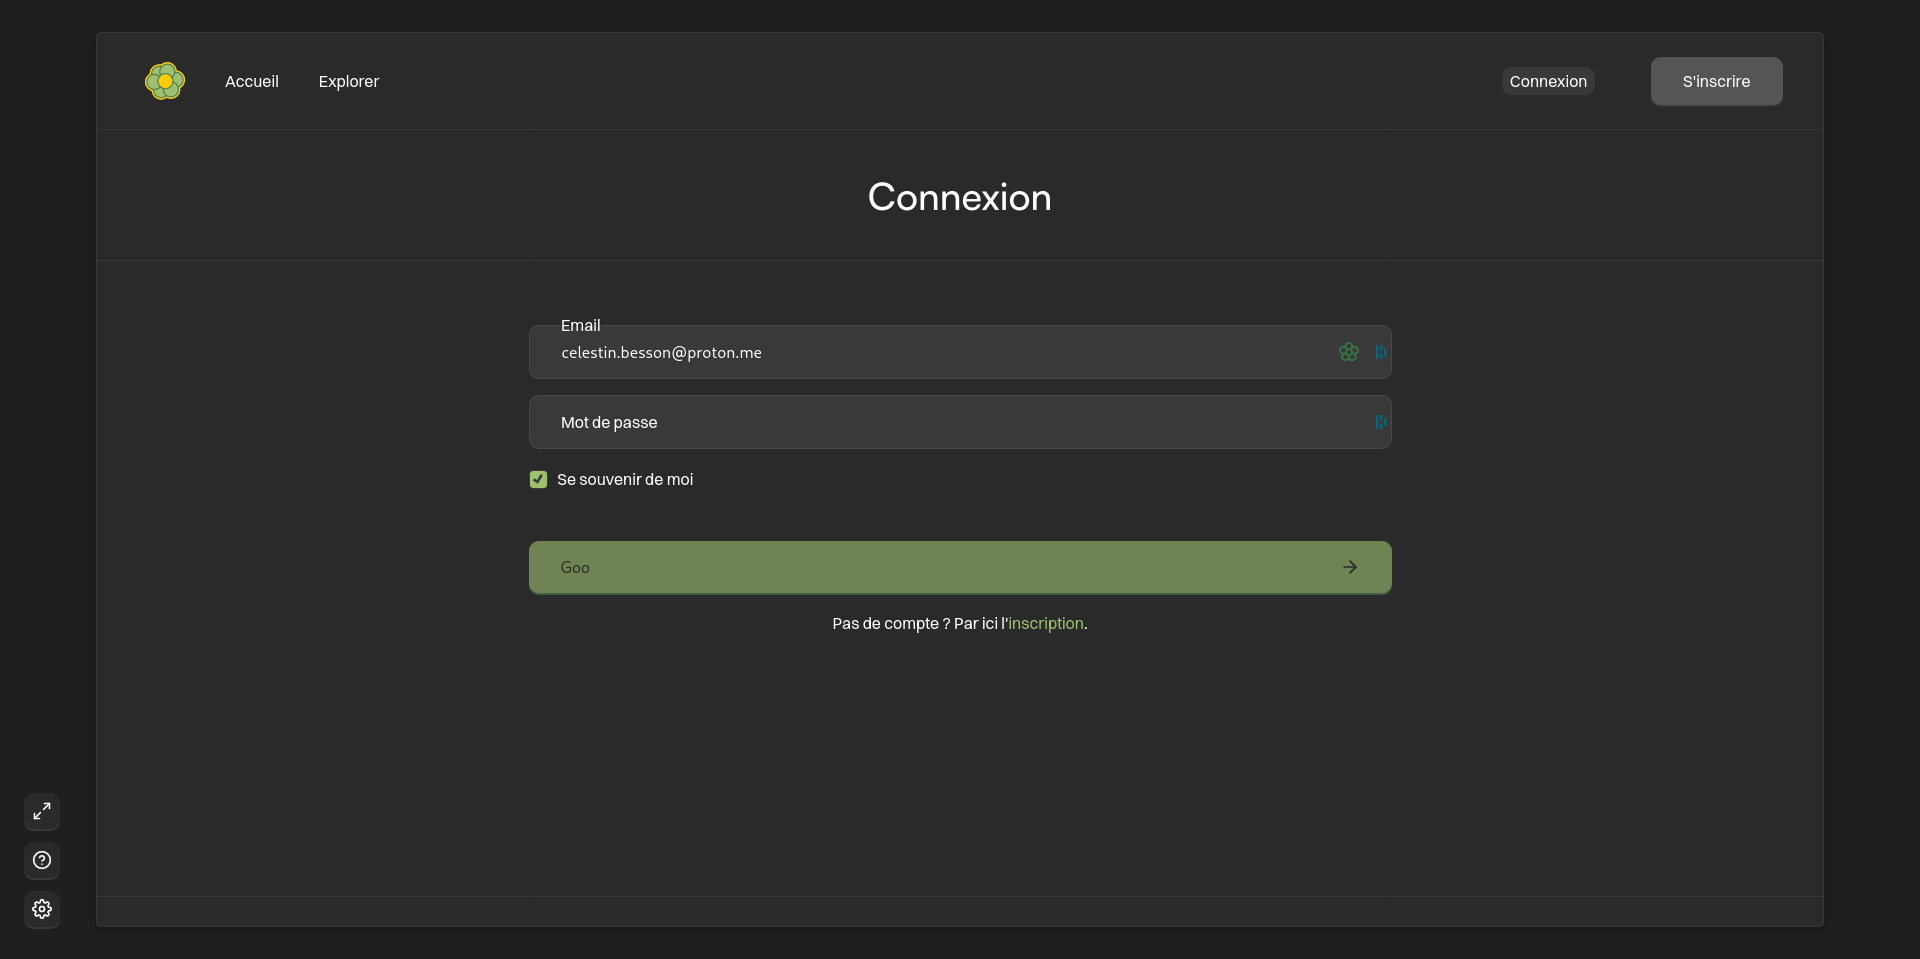 Accueil
Explorer
Connexion
S'inscrire
Connexion
Email
celestin.besson@proton.me
Mot de passe
Se souvenir de moi
Goo
Pas de compte ? Par ici l'inscription.